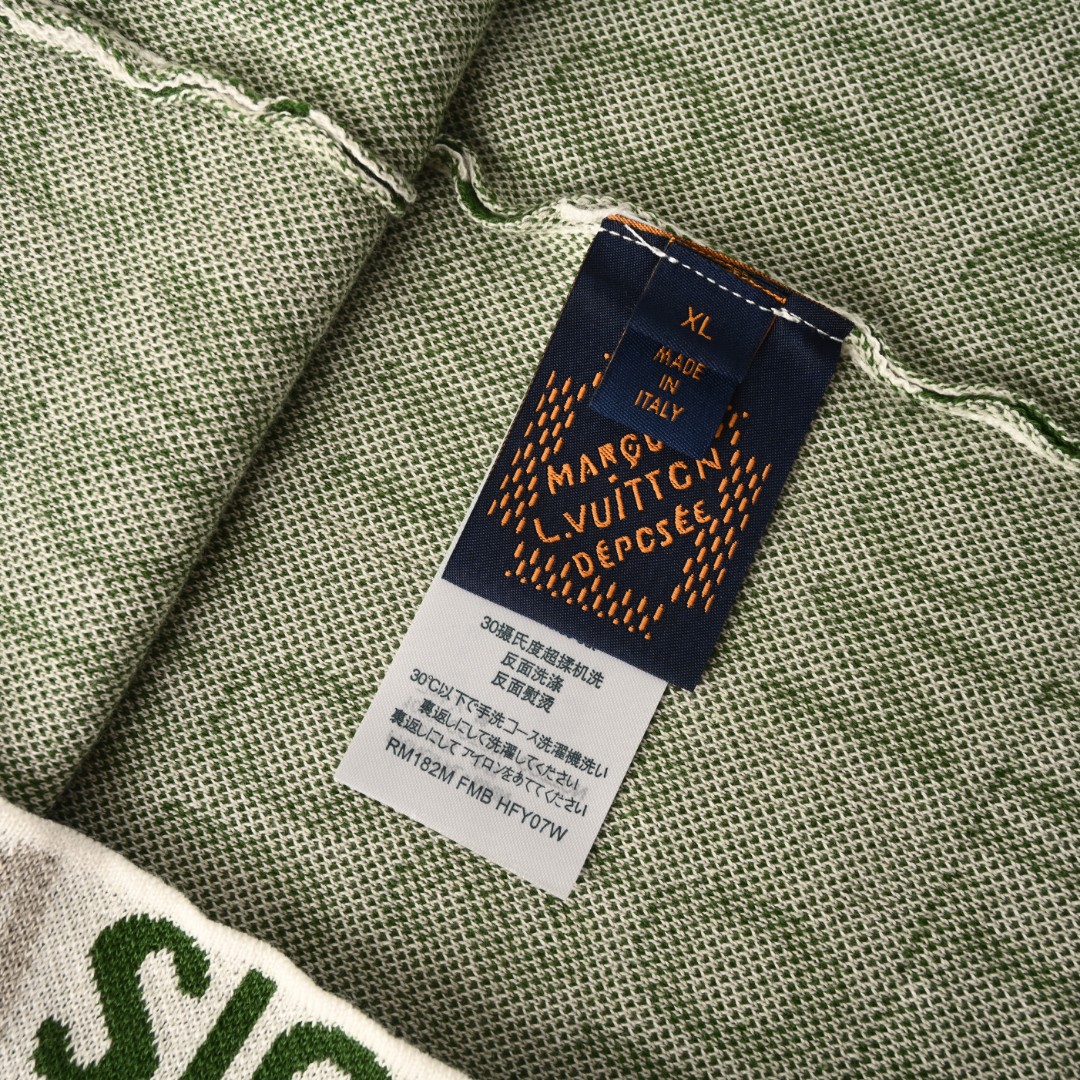 XL
MADE
IN
ITALY
L.VUITTON
DÉPOSÉE
30摄氏度超揉机洗
反面洗涤
反面熨烫
30℃以下で手洗コース洗濯機洗い
裏返しにして洗濯してください
裏返しにして アイロンをあててください
RM182M FMB HFY07W